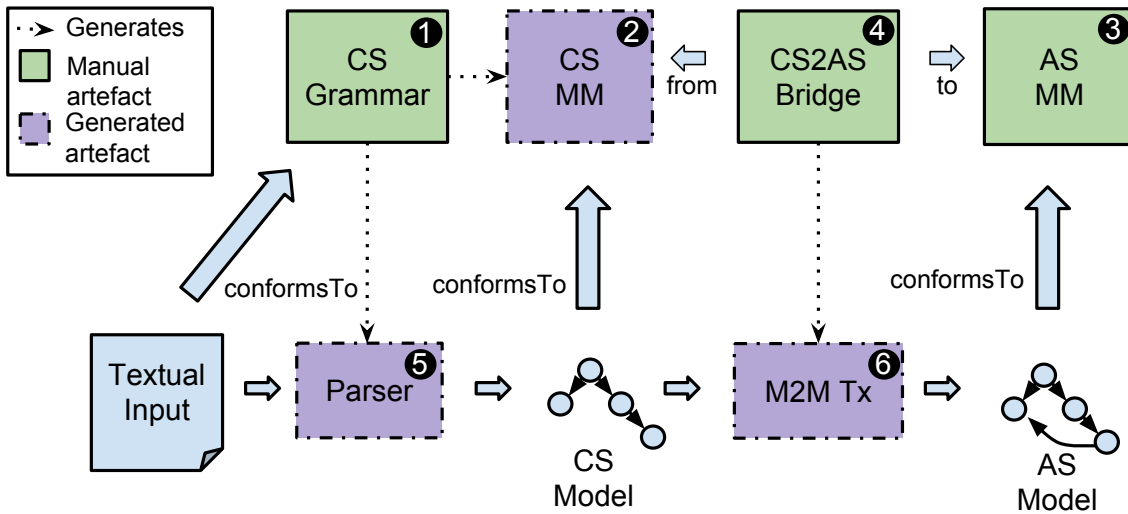 Generates
Manual
artefact
Generated
artefact
1
CS
Grammar
2
CS
MM
from
4
CS2AS
Bridge
to
3
AS
MM
conformsTo
conformsTo
conformsTo
Textual
Input
5
Parser
CS
Model
6
M2M Tx
AS
Model